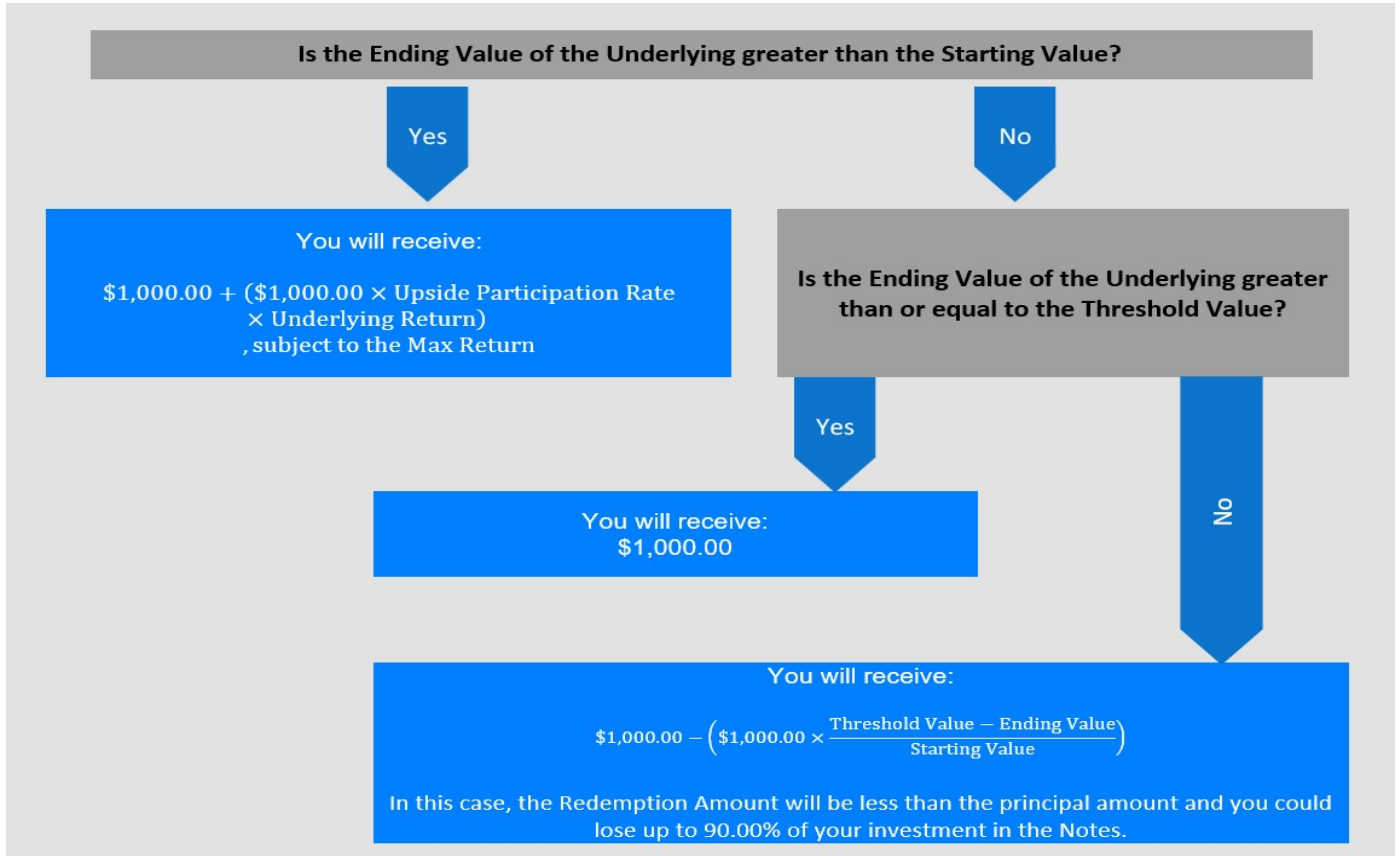 Is the Ending Value of the Underlying greater than the Starting Value?
Yes
No
You will receive:
$1,000.00 + ($1,000.00 × Upside Participation Rate
× Underlying Return)
, subject to the Max Return
Is the Ending Value of the Underlying greater
than or equal to the Threshold Value?
Yes
No
You will receive:
$1,000.00
You will receive:
$1,000.00 − ($1,000.00 × (Threshold Value − Ending Value) / Starting Value)
In this case, the Redemption Amount will be less than the principal amount and you could
lose up to 90.00% of your investment in the Notes.